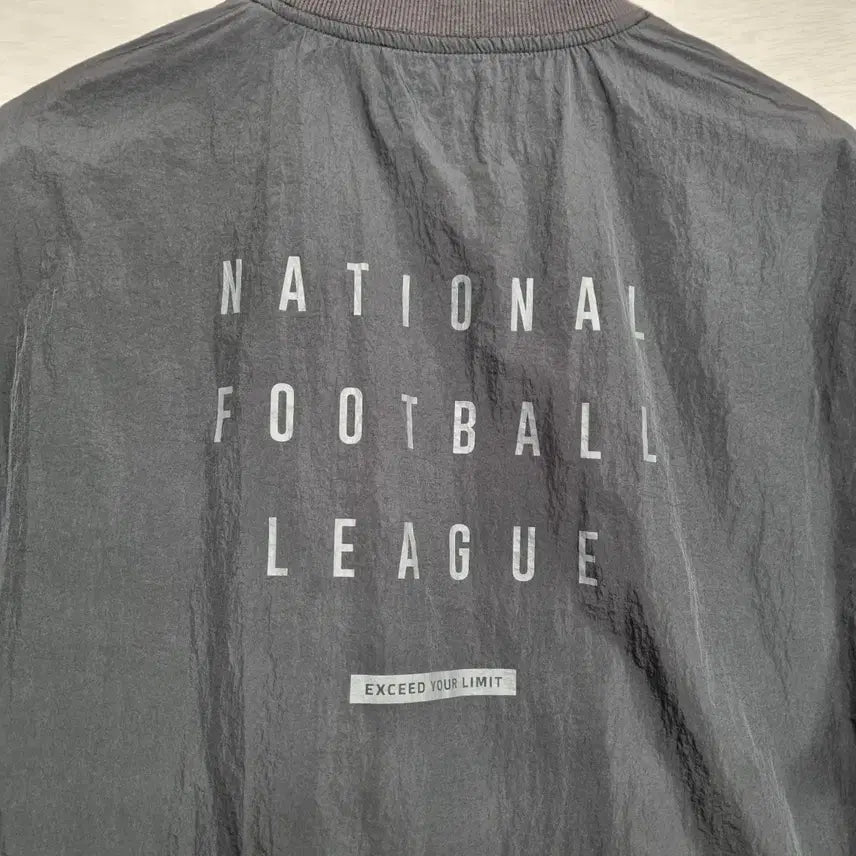 NATIONAL
FOOTBALL
LEAGUE
EXCEED YOUR LIMIT